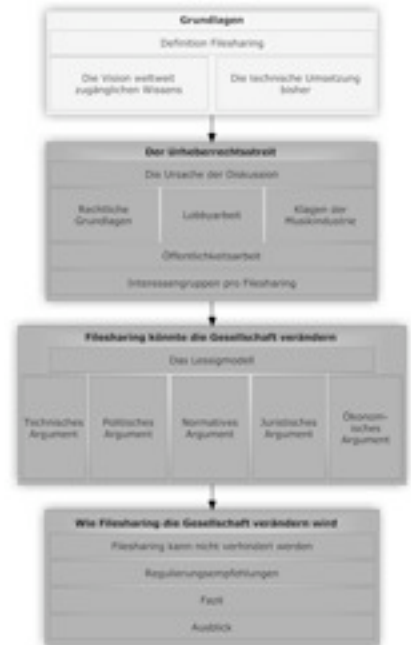 Grundlagen
Definition Filesharing
Die Vision weltweit
zugänglichen Wissens
Die technische Umsetzung
bisher
Der Urheberrechtsstreit
Die Ursache der Diskussion
Rechtliche
Grundlagen
Lobbyarbeit
Klagen der
Musikindustrie
Öffentlichkeitsarbeit
Interessengruppen pro Filesharing
Filesharing könnte die Gesellschaft verändern
Das Lessigmodell
Technisches
Argument
Politisches
Argument
Normatives
Argument
Juristisches
Argument
Ökonom-
isches
Argument
Wie Filesharing die Gesellschaft verändern wird
Filesharing kann nicht verhindert werden
Regulierungsempfehlungen
Fazit
Ausblick